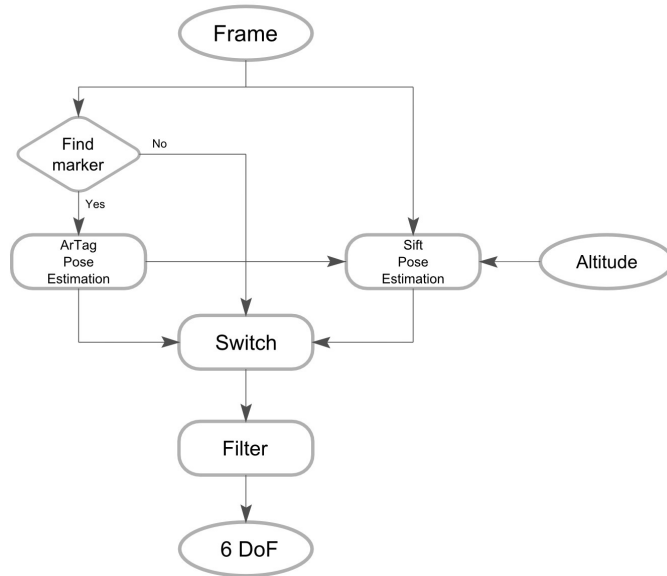 Frame
Find
marker
No
Yes
ArTag
Pose
Estimation
Sift
Pose
Estimation
Altitude
Switch
Filter
6 DoF